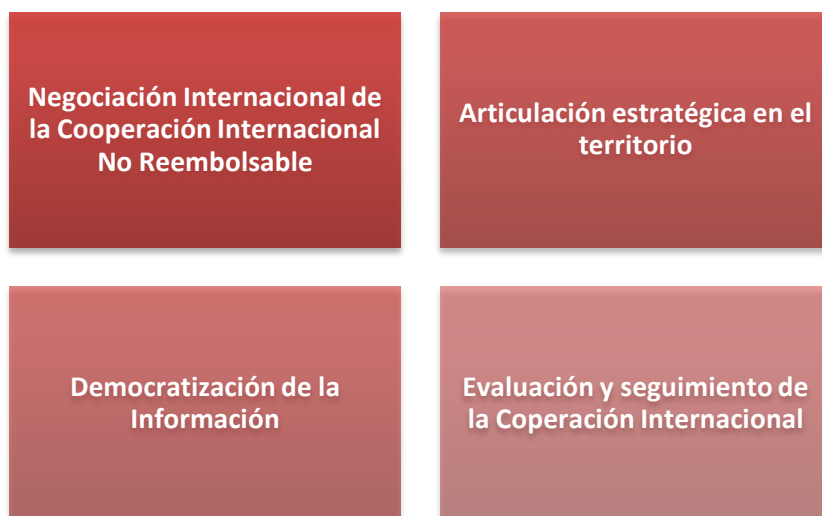 Negociación Internacional de
la Cooperación Internacional
No Reembolsable
Articulación estratégica en el
territorio
Democratización de la
Información
Evaluación y seguimiento de
la Coperación Internacional